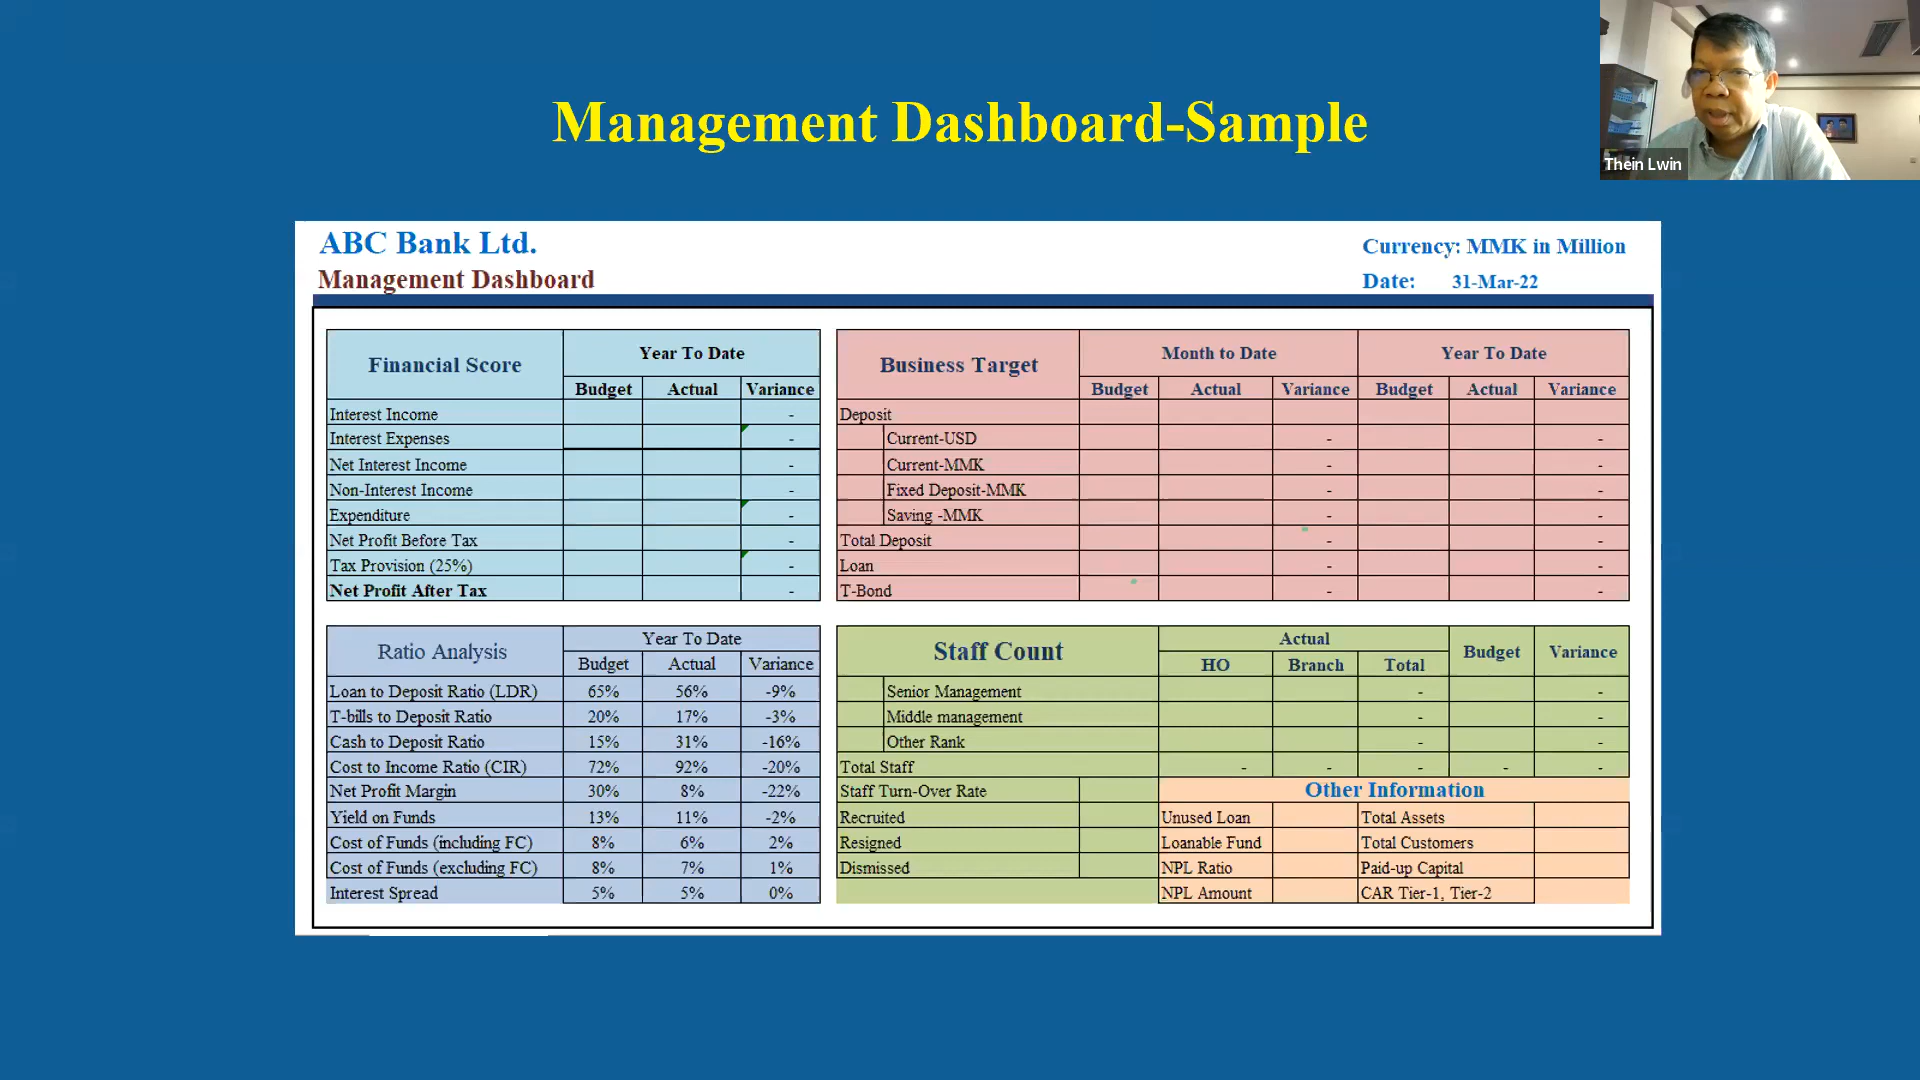 Management Dashboard-Sample
Thein Lwin
ABC Bank Ltd.
Currency: MMK in Million
Management Dashboard
Date: 31-Mar-22
Financial Score
Year To Date
Budget Actual Variance
Interest Income -
Interest Expenses -
Net Interest Income -
Non-Interest Income -
Expenditure -
Net Profit Before Tax -
Tax Provision (25%) -
Net Profit After Tax -
Business Target
Month to Date Year To Date
Budget Actual Variance Budget Actual Variance
Deposit
Current-USD - -
Current-MMK - -
Fixed Deposit-MMK - -
Saving -MMK - -
Total Deposit - -
Loan - -
T-Bond - -
Ratio Analysis
Year To Date
Budget Actual Variance
Loan to Deposit Ratio (LDR) 65% 56% -9%
T-bills to Deposit Ratio 20% 17% -3%
Cash to Deposit Ratio 15% 31% -16%
Cost to Income Ratio (CIR) 72% 92% -20%
Net Profit Margin 30% 8% -22%
Yield on Funds 13% 11% -2%
Cost of Funds (including FC) 8% 6% 2%
Cost of Funds (excluding FC) 8% 7% 1%
Interest Spread 5% 5% 0%
Staff Count
Actual Budget Variance
HO Branch Total
Senior Management - -
Middle management - -
Other Rank - -
Total Staff - - - - -
Staff Turn-Over Rate
Recruited
Resigned
Dismissed
Other Information
Unused Loan Total Assets
Loanable Fund Total Customers
NPL Ratio Paid-up Capital
NPL Amount CAR Tier-1, Tier-2